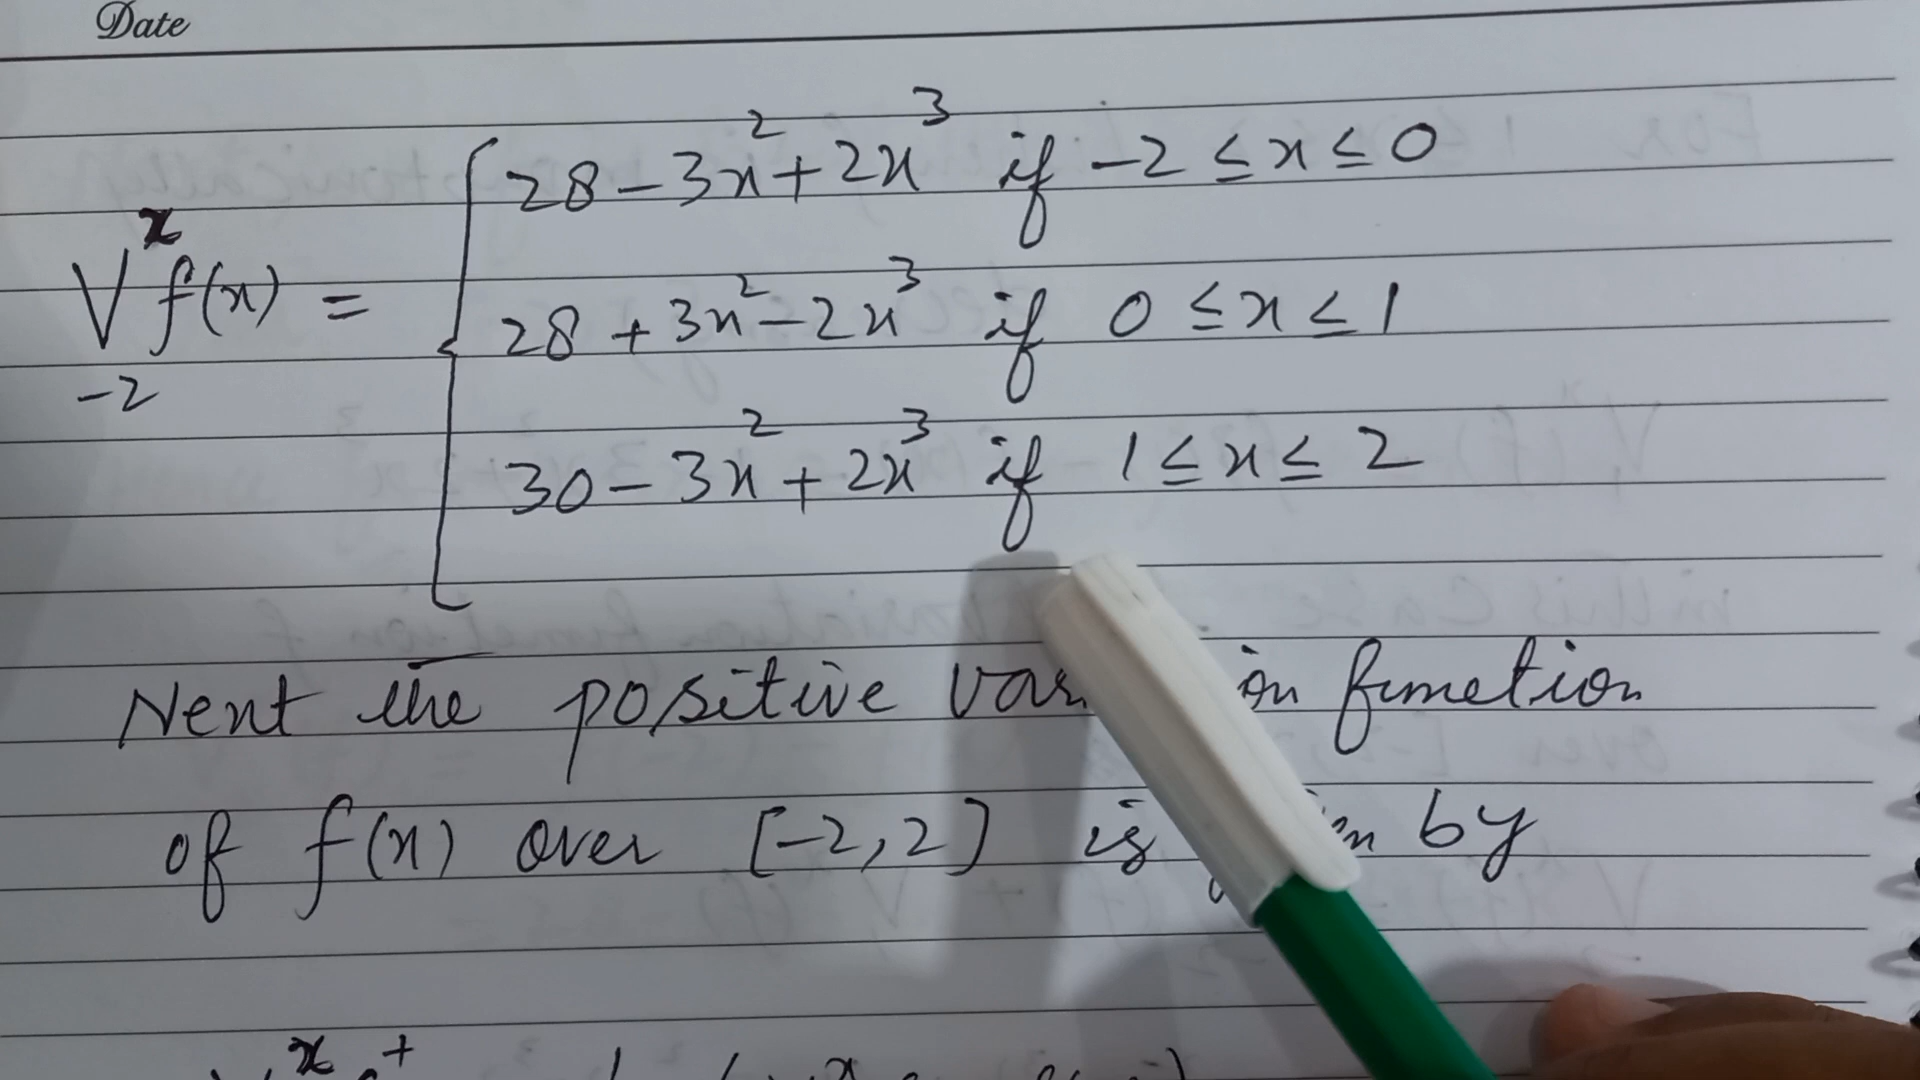 Date
28 - 3x² + 2x³ if -2 ≤ x ≤ 0
V_{-2}^{x} f(x) = { 28 + 3x² - 2x³ if 0 ≤ x ≤ 1
30 - 3x² + 2x³ if 1 ≤ x ≤ 2
Next the positive function
of f(x) over [-2, 2] is by